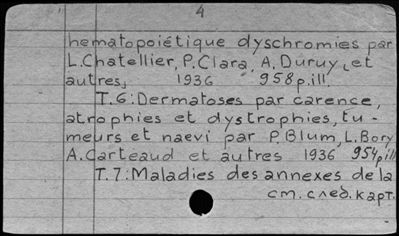 4
hematopoiétique dyschromies par
L.Chatellier, P.Clara, A.Duruy, et
autres, 1936 958p.ill.
T.6: Dermatoses par carence,
atrophies et dystrophies, tu-
meurs et naevi par P.Blum, L.Bory
A.Carteaud et autres 1936 954p.ill
T.7: Maladies des annexes de la
см. след. карт.